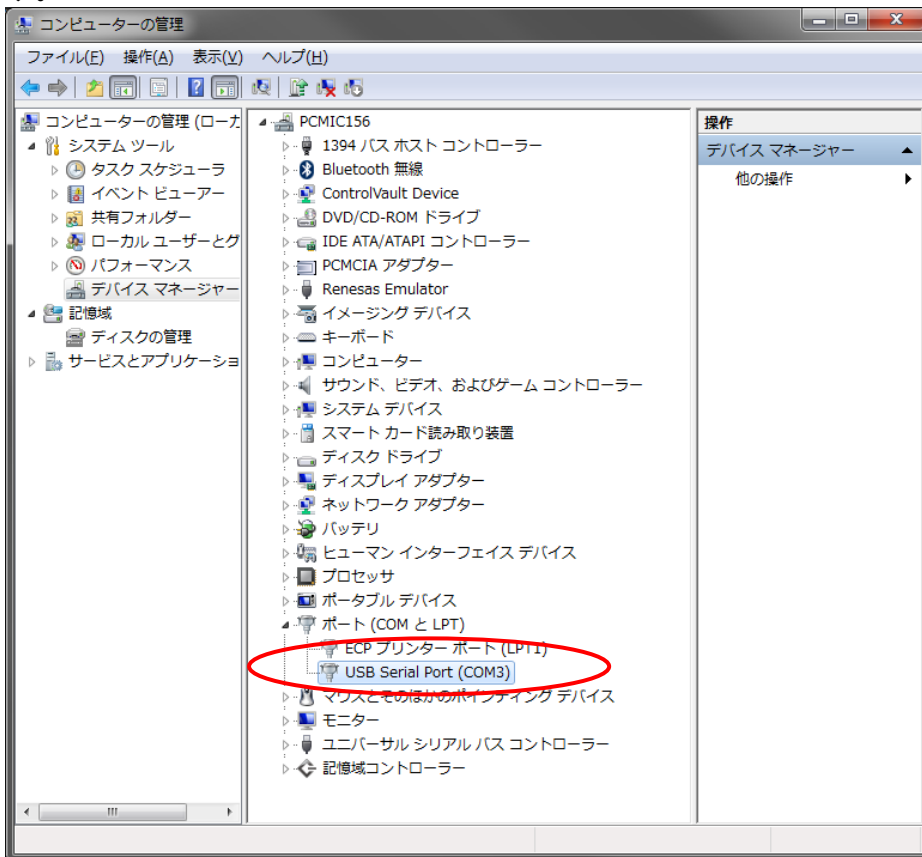 コンピューターの管理
ファイル(F) 操作(A) 表示(V) ヘルプ(H)
コンピューターの管理 (ローカ
システム ツール
タスク スケジューラ
イベント ビューアー
共有フォルダー
ローカル ユーザーとグ
パフォーマンス
デバイス マネージャー
記憶域
ディスクの管理
サービスとアプリケーショ
PCMIC156
1394 バス ホスト コントローラー
Bluetooth 無線
ControlVault Device
DVD/CD-ROM ドライブ
IDE ATA/ATAPI コントローラー
PCMCIA アダプター
Renesas Emulator
イメージング デバイス
キーボード
コンピューター
サウンド、ビデオ、およびゲーム コントローラー
システム デバイス
スマート カード読み取り装置
ディスク ドライブ
ディスプレイ アダプター
ネットワーク アダプター
バッテリ
ヒューマン インターフェイス デバイス
プロセッサ
ポータブル デバイス
ポート (COM と LPT)
ECP プリンター ポート (LPT1)
USB Serial Port (COM3)
マウスとそのほかのポインティング デバイス
モニター
ユニバーサル シリアル バス コントローラー
記憶域コントローラー
操作
デバイス マネージャー
他の操作